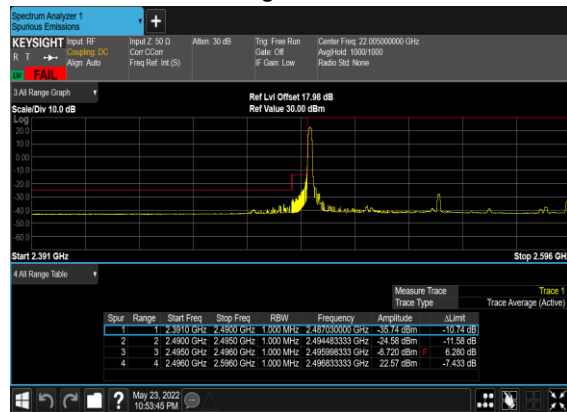 Spectrum Analyzer 1
Spurious Emissions
KEYSIGHT Input: RF Input Z: 50 Ω Atten: 30 dB Trig: Free Run Center Freq: 22.005000000 GHz
R T Coupling: DC Corr CCorr Gate: Off Avg|Hold: 1000/1000
Align: Auto Freq Ref: Int (S) IF Gain: Low Radio Std: None
LXI FAIL
3 All Range Graph
Ref Lvl Offset 17.98 dB
Scale/Div 10.0 dB Ref Value 30.00 dBm
Log
20.0
10.0
0.00
-10.0
-20.0
-30.0
-40.0
-50.0
-60.0
Start 2.391 GHz Stop 2.596 GH
4 All Range Table
Measure Trace Trace 1
Trace Type Trace Average (Active)
Spur Range Start Freq Stop Freq RBW Frequency Amplitude ΔLimit
1 1 2.3910 GHz 2.4900 GHz 1.000 MHz 2.487030000 GHz -35.74 dBm -10.74 dB
2 2 2.4900 GHz 2.4950 GHz 1.000 MHz 2.494483333 GHz -24.58 dBm -11.58 dB
3 3 2.4950 GHz 2.4960 GHz 1.000 MHz 2.495998333 GHz -6.720 dBm F 6.280 dB
4 4 2.4960 GHz 2.5960 GHz 1.000 MHz 2.496833333 GHz 22.57 dBm -7.433 dB
May 23, 2022
10:53:45 PM